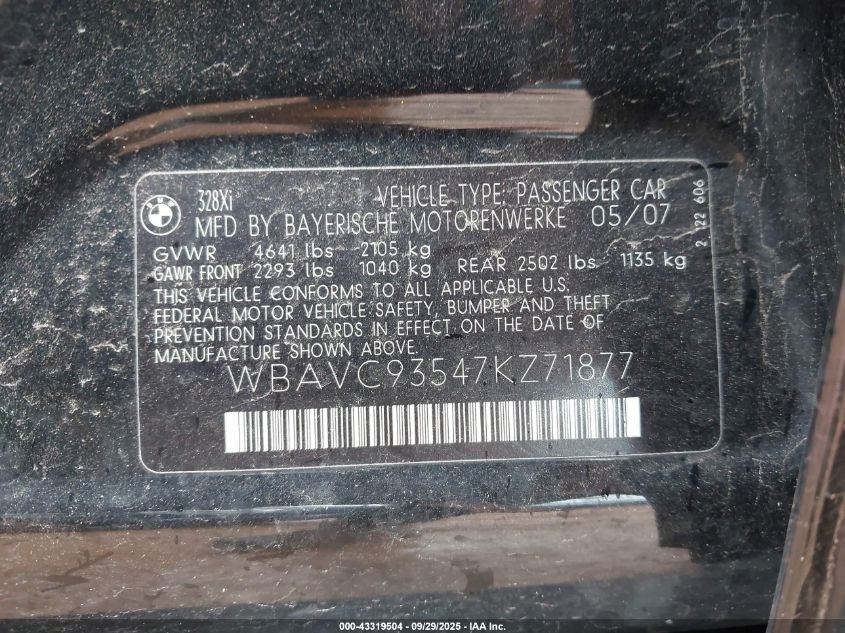 BMW
328Xi VEHICLE TYPE: PASSENGER CAR
MFD BY BAYERISCHE MOTORENWERKE 05/07
GVWR 4641 lbs 2105 kg
GAWR FRONT 2293 lbs 1040 kg REAR 2502 lbs 1135 kg
THIS VEHICLE CONFORMS TO ALL APPLICABLE U.S.
FEDERAL MOTOR VEHICLE SAFETY, BUMPER AND THEFT
PREVENTION STANDARDS IN EFFECT ON THE DATE OF
MANUFACTURE SHOWN ABOVE.
WBAVC93547KZ71877
2 122 606
000-43319504 - 09/29/2025 - IAA Inc.